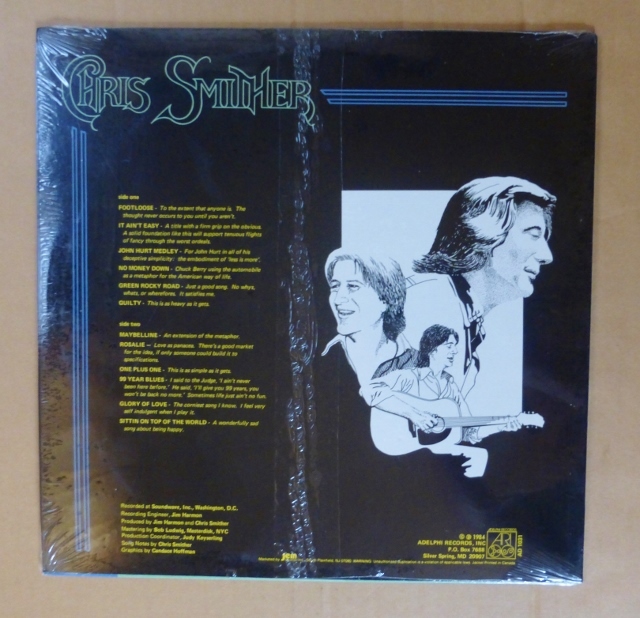 CHRIS SMITHER
side one
FOOTLOOSE - To the extent that anyone is. The
thought never occurs to you until you aren't.
IT AIN'T EASY - A title with a firm grip on the obvious.
A solid foundation like this will support tenuous flights
of fancy through the worst ordeals.
JOHN HURT MEDLEY - For John Hurt in all of his
deceptive simplicity: the embodiment of 'less is more'.
NO MONEY DOWN - Chuck Berry using the automobile
as a metaphor for the American way of life.
GREEN ROCKY ROAD - Just a good song. No whys,
whats, or wherefores. It satisfies me.
GUILTY - This is as heavy as it gets.
side two
MAYBELLINE - An extension of the metaphor.
ROSALIE - Love as panacea. There's a good market
for the idea, if only someone could build it to
specifications.
ONE PLUS ONE - This is as simple as it gets.
99 YEAR BLUES - I said to the Judge, 'I ain't never
been here before.' He said, 'I'll give you 99 years, you
won't be back no more.' Sometimes life just ain't no fun.
GLORY OF LOVE - The corniest song I know. I feel very
self indulgent when I play it.
SITTIN ON TOP OF THE WORLD - A wonderfully sad
song about being happy.
Recorded at Soundwave, Inc., Washington, D.C.
Recording Engineer, Jim Harmon
Produced by Jim Harmon and Chris Smither
Mastering by Bob Ludwig, Masterdisk, NYC
Production Coordinator, Judy Keyserling
Song Notes by Chris Smither
Graphics by Candace Hoffman
© ℗ 1984
ADELPHI RECORDS, INC
P.O. Box 7688
Silver Spring, MD 20907
AD 1031